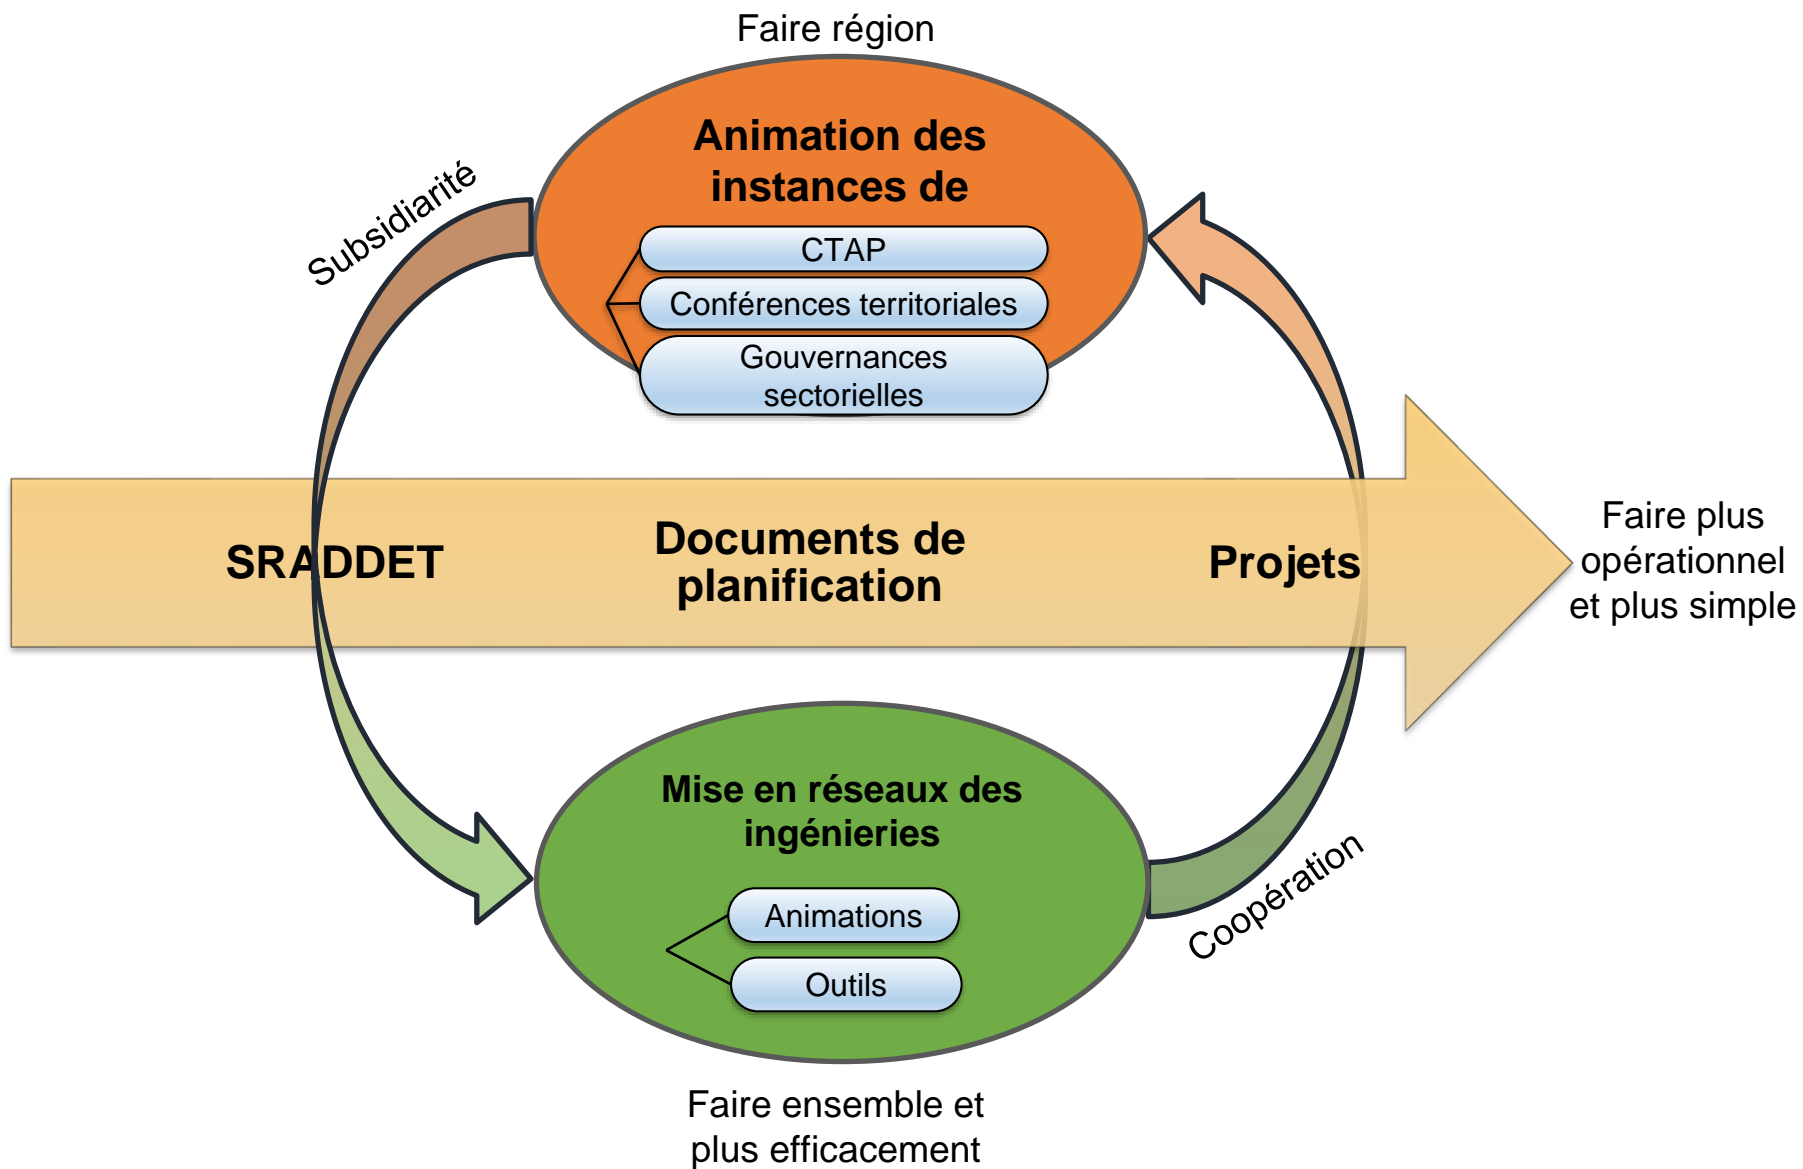 Faire région
Animation des
instances de
CTAP
Conférences territoriales
Gouvernances
sectorielles
Subsidiarité
SRADDET
Documents de
planification
Projets
Faire plus
opérationnel
et plus simple
Mise en réseaux des
ingénieries
Animations
Outils
Coopération
Faire ensemble et
plus efficacement